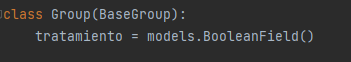 class Group(BaseGroup):
    tratamiento = models.BooleanField()